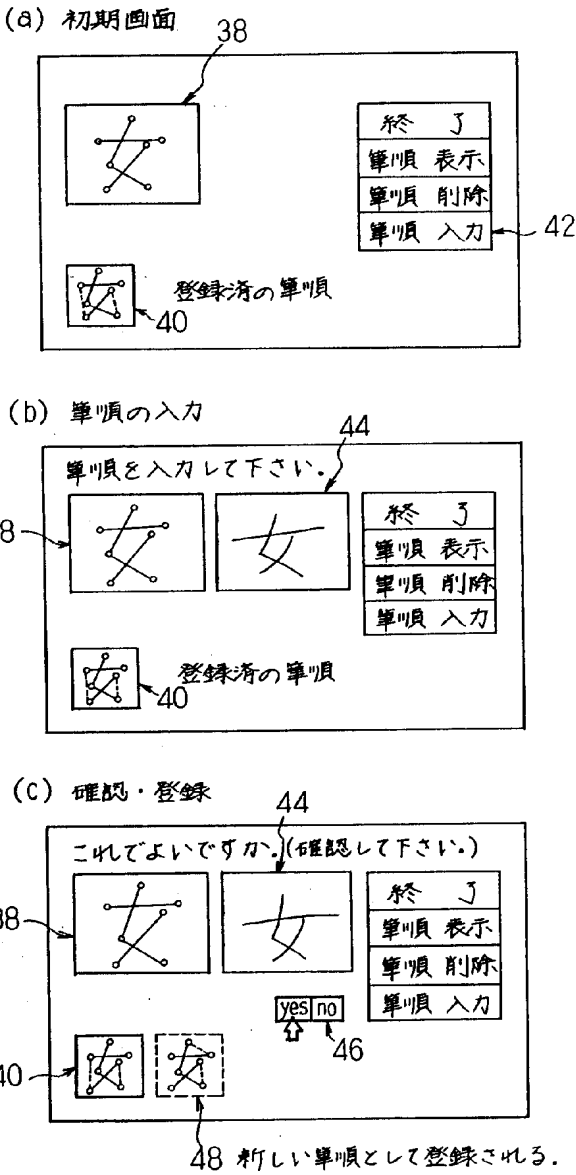 (a) 初期画面
38
女
終 了
筆順 表示
筆順 削除
筆順 入力
42
女
40
登録済の筆順
(b) 筆順の入力
44
筆順を入力して下さい.
8
女
女
終 了
筆順 表示
筆順 削除
筆順 入力
女
40
登録済の筆順
(c) 確認・登録
44
これでよいですか.(確認して下さい.)
38
女
女
終 了
筆順 表示
筆順 削除
筆順 入力
yes no
46
40
女
女
48 新しい筆順として登録される.